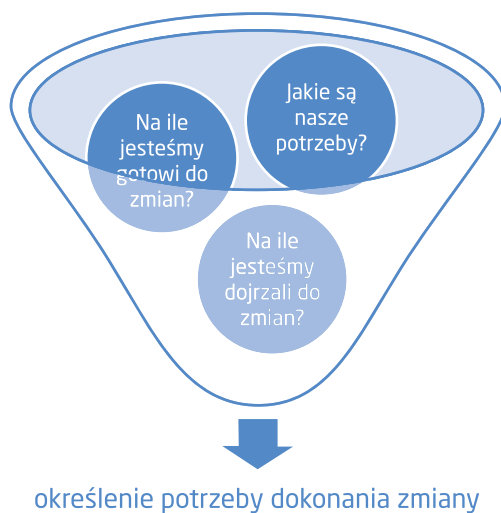 Jakie są
nasze
potrzeby?
Na ile
jesteśmy
gotowi do
zmian?
Na ile
jesteśmy
dojrzali do
zmian?
określenie potrzeby dokonania zmiany